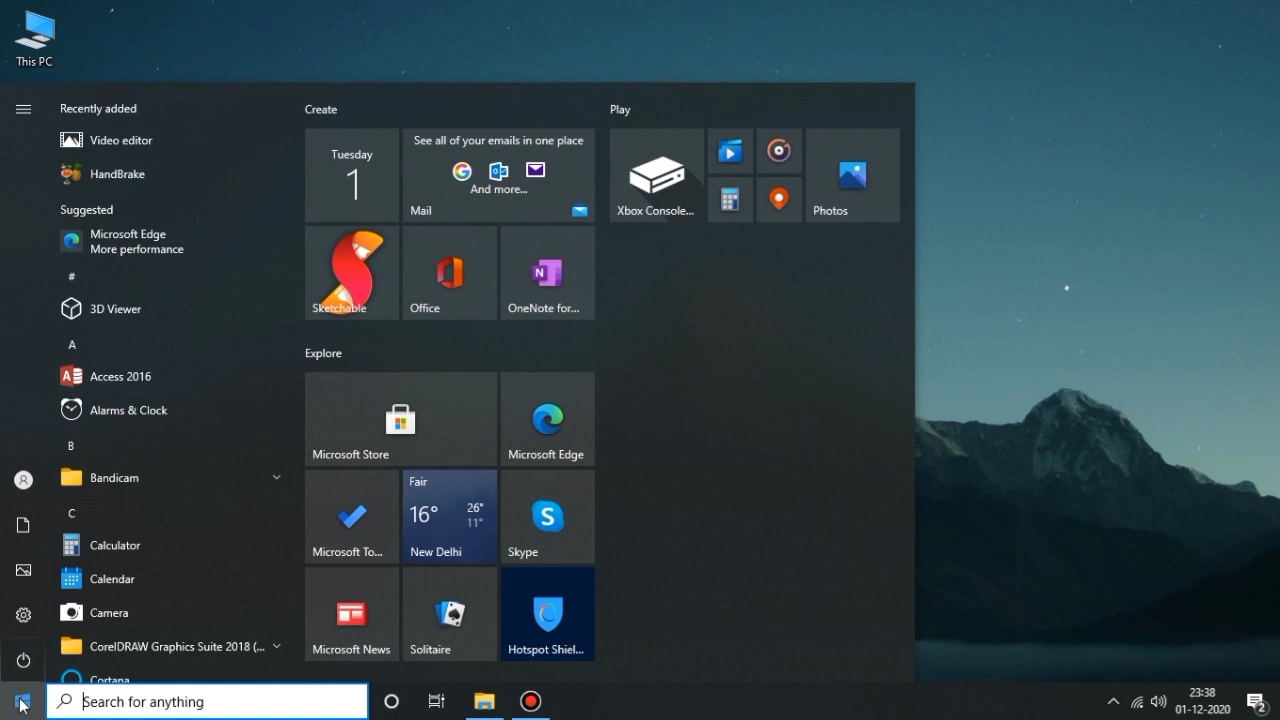 This PC
Recently added
Video editor
HandBrake
Suggested
Microsoft Edge
More performance
#
3D Viewer
A
Access 2016
Alarms & Clock
B
Bandicam
C
Calculator
Calendar
Camera
CorelDRAW Graphics Suite 2018 (...
Cortana
Create
Tuesday
1
See all of your emails in one place
And more...
Mail
Sketchable
Office
N
OneNote for...
Explore
Microsoft Store
Microsoft Edge
Microsoft To...
Fair
16° 26°
11°
New Delhi
S
Skype
Microsoft News
Solitaire
Hotspot Shiel...
Play
Xbox Console...
Photos
Search for anything
23:38
01-12-2020
2